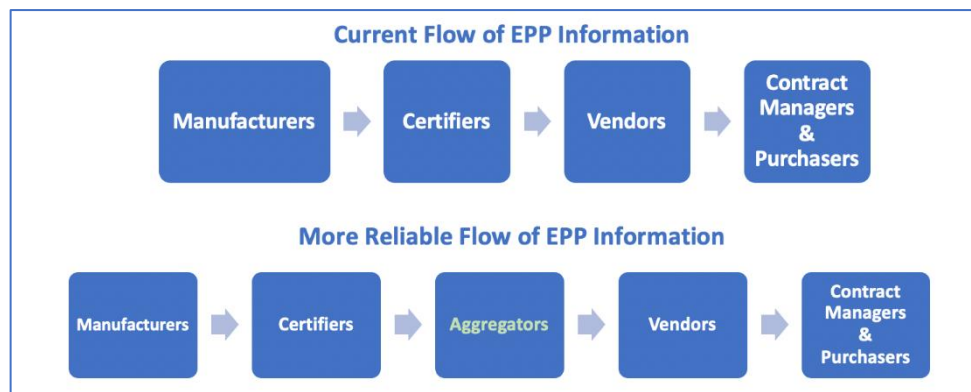 Current Flow of EPP Information
Manufacturers
Certifiers
Vendors
Contract
Managers
&
Purchasers
More Reliable Flow of EPP Information
Manufacturers
Certifiers
Aggregators
Vendors
Contract
Managers
&
Purchasers